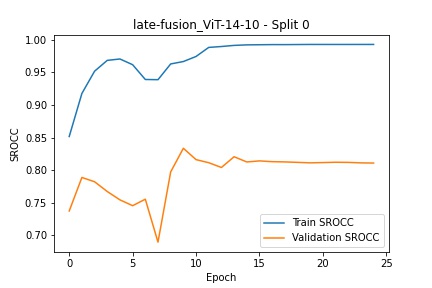 late-fusion_ViT-14-10 - Split 0
1.00
0.95
0.90
0.85
0.80
0.75
0.70
SROCC
0
5
10
15
20
25
Epoch
Train SROCC
Validation SROCC